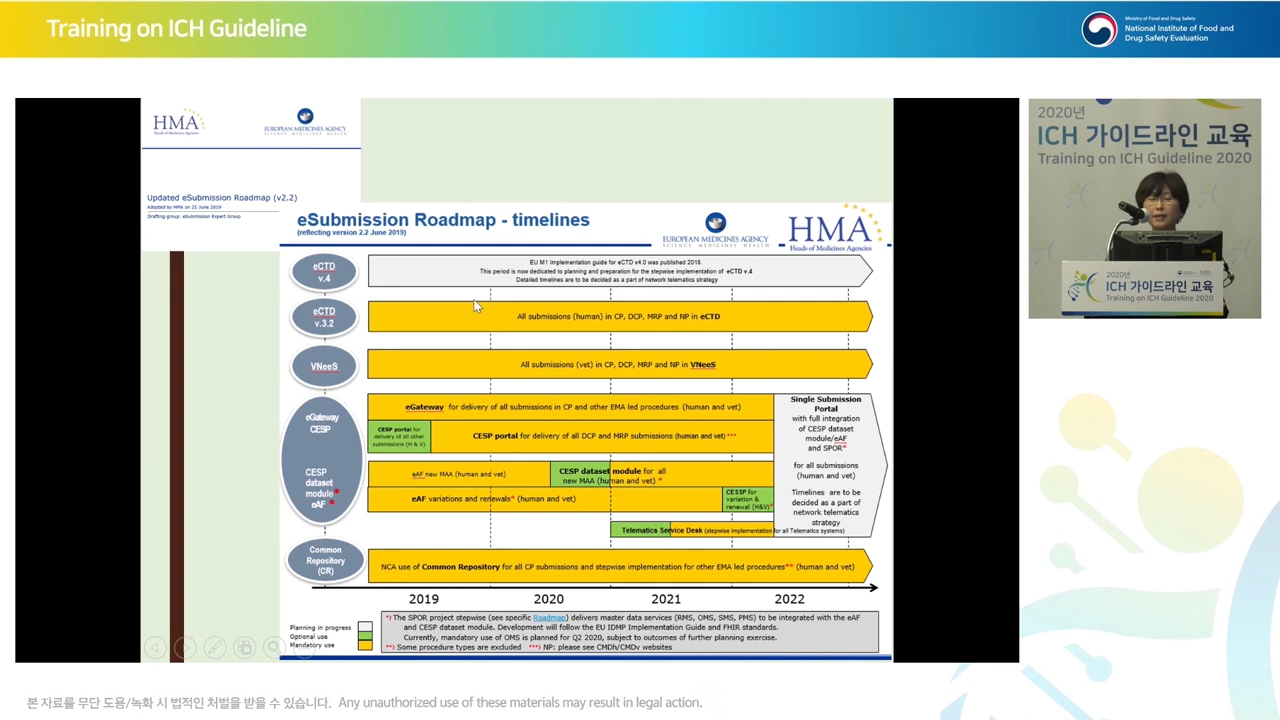 Training on ICH Guideline
Ministry of Food and Drug Safety
National Institute of Food and
Drug Safety Evaluation
HMA
Heads of Medicines Agencies
EUROPEAN MEDICINES AGENCY
SCIENCE MEDICINES HEALTH
Updated eSubmission Roadmap (v2.2)
Adopted by HMA on 21 June 2019
Drafting group: eSubmission Expert Group
eSubmission Roadmap - timelines
(reflecting version 2.2 June 2019)
EUROPEAN MEDICINES AGENCY
SCIENCE MEDICINES HEALTH
HMA
Heads of Medicines Agencies
eCTD
v.4
EU M1 Implementation guide for eCTD v4.0 was published 2018.
This period is now dedicated to planning and preparation for the stepwise implementation of eCTD v.4
Detailed timelines are to be decided as a part of network telematics strategy
eCTD
v.3.2
All submissions (human) in CP, DCP, MRP and NP in eCTD
VNeeS
All submissions (vet) in CP, DCP, MRP and NP in VNeeS
eGateway
CESP
CESP
dataset
module*
eAF *
eGateway for delivery of all submissions in CP and other EMA led procedures (human and vet)
CESP portal for
delivery of all other
submissions (H & V)
CESP portal for delivery of all DCP and MRP submissions (human and vet) ***
eAF new MAA (human and vet)
CESP dataset module for all
new MAA (human and vet) *
eAF variations and renewals* (human and vet)
CESSP for
variation &
renewal (H&V)*
Telematics Service Desk (stepwise implementation for all Telematics systems)
Single Submission
Portal
with full integration
of CESP dataset
module/eAF
and SPOR*
for all submissions
(human and vet)
Timelines are to be
decided as a part of
network telematics
strategy
Common
Repository
(CR)
NCA use of Common Repository for all CP submissions and stepwise implementation for other EMA led procedures** (human and vet)
2019 2020 2021 2022
Planning in progress
Optional use
Mandatory use
*) The SPOR project stepwise (see specific Roadmap) delivers master data services (RMS, OMS, SMS, PMS) to be integrated with the eAF
and CESP dataset module. Development will follow the EU IDMP Implementation Guide and FHIR standards.
Currently, mandatory use of OMS is planned for Q2 2020, subject to outcomes of further planning exercise.
**) Some procedure types are excluded ***) NP: please see CMDh/CMDv websites
2020년
ICH 가이드라인 교육
Training on ICH Guideline 2020
2020년
ICH 가이드라인 교육
Training on ICH Guideline 2020
본 자료를 무단 도용/녹화 시 법적인 처벌을 받을 수 있습니다. Any unauthorized use of these materials may result in legal action.